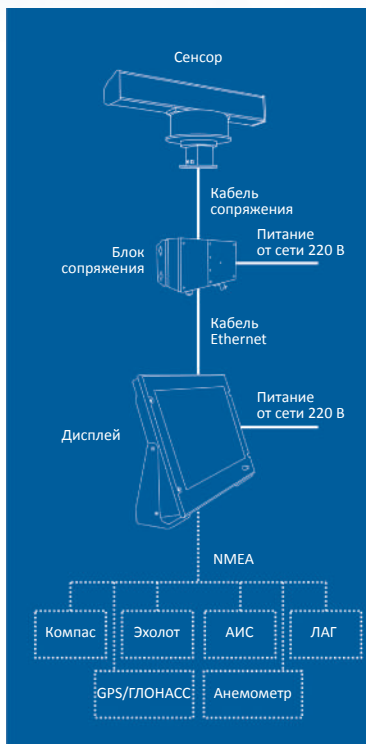 Сенсор
Кабель
сопряжения
Блок
сопряжения
Питание
от сети 220 В
Кабель
Ethernet
Питание
от сети 220 В
Дисплей
NMEA
Компас
Эхолот
АИС
ЛАГ
GPS/ГЛОНАСС
Анемометр